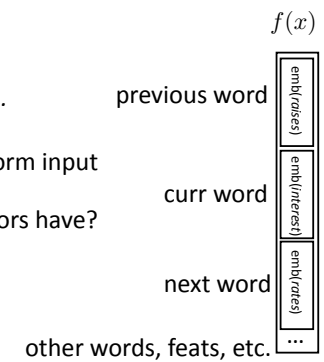 f(x)
.
previous word
emb(raises)
orm input
emb(interest)
curr word
ors have?
emb(rates)
next word
other words, feats, etc.
...